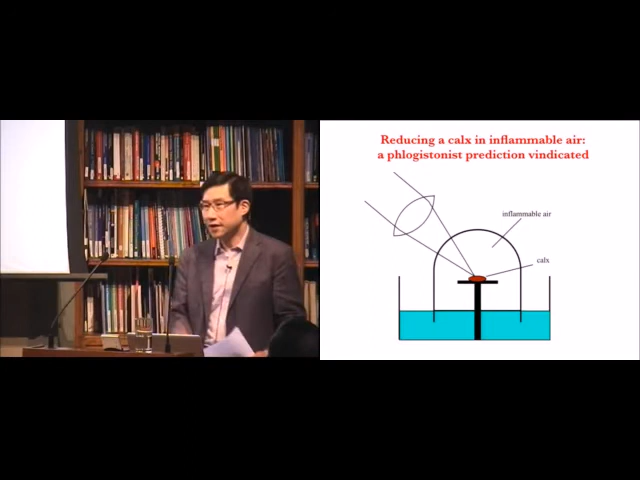 Reducing a calx in inflammable air:
a phlogistonist prediction vindicated
inflammable air
calx